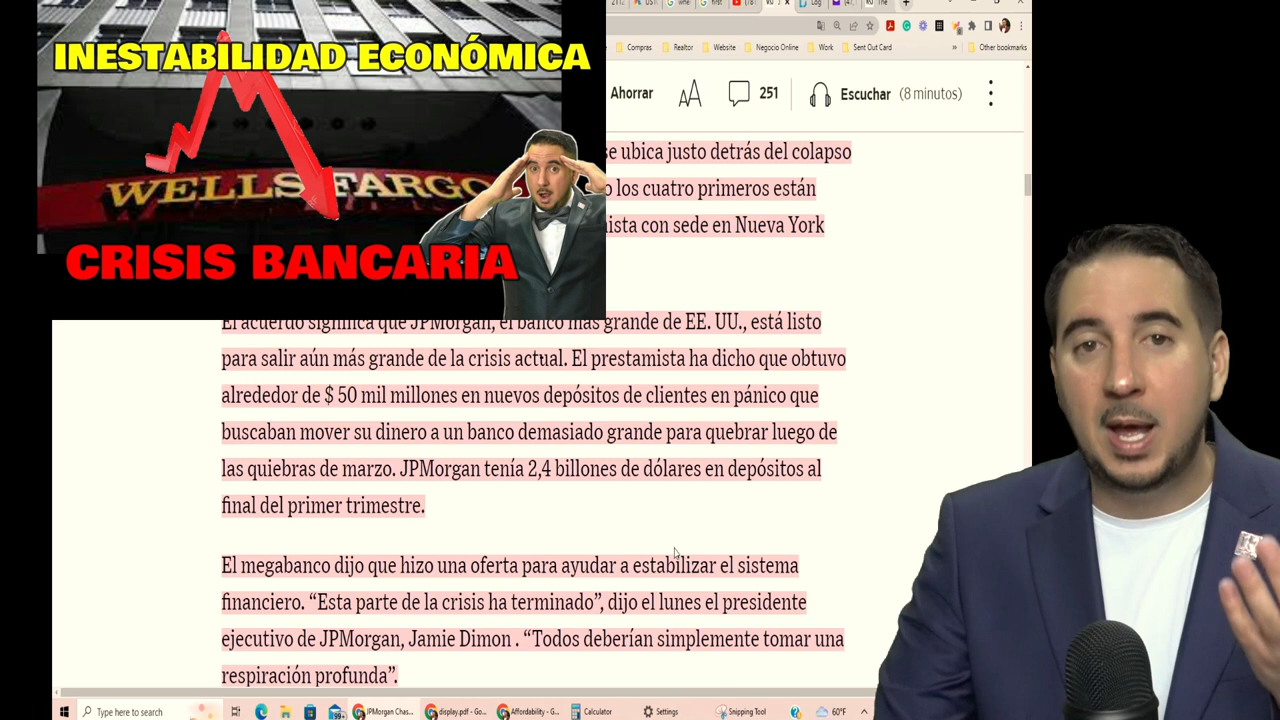 INESTABILIDAD ECONÓMICA
WELLS FARGO
CRISIS BANCARIA
Compras
Realtor
Website
Negocio Online
Work
Sent Out Card
»
Other bookmarks
Ahorrar
AA
251
Escuchar (8 minutos)
se ubica justo detrás del colapso
los cuatro primeros están
con sede en Nueva York
El acuerdo significa que JPMorgan, el banco más grande de EE. UU., está listo
para salir aún más grande de la crisis actual. El prestamista ha dicho que obtuvo
alrededor de $ 50 mil millones en nuevos depósitos de clientes en pánico que
buscaban mover su dinero a un banco demasiado grande para quebrar luego de
las quiebras de marzo. JPMorgan tenía 2,4 billones de dólares en depósitos al
final del primer trimestre.
El megabanco dijo que hizo una oferta para ayudar a estabilizar el sistema
financiero. “Esta parte de la crisis ha terminado”, dijo el lunes el presidente
ejecutivo de JPMorgan, Jamie Dimon . “Todos deberían simplemente tomar una
respiración profunda”.
Type here to search
99+
JPMorgan Chas...
display.pdf - Go...
Affordability - G...
Calculator
Settings
Snipping Tool
60°F